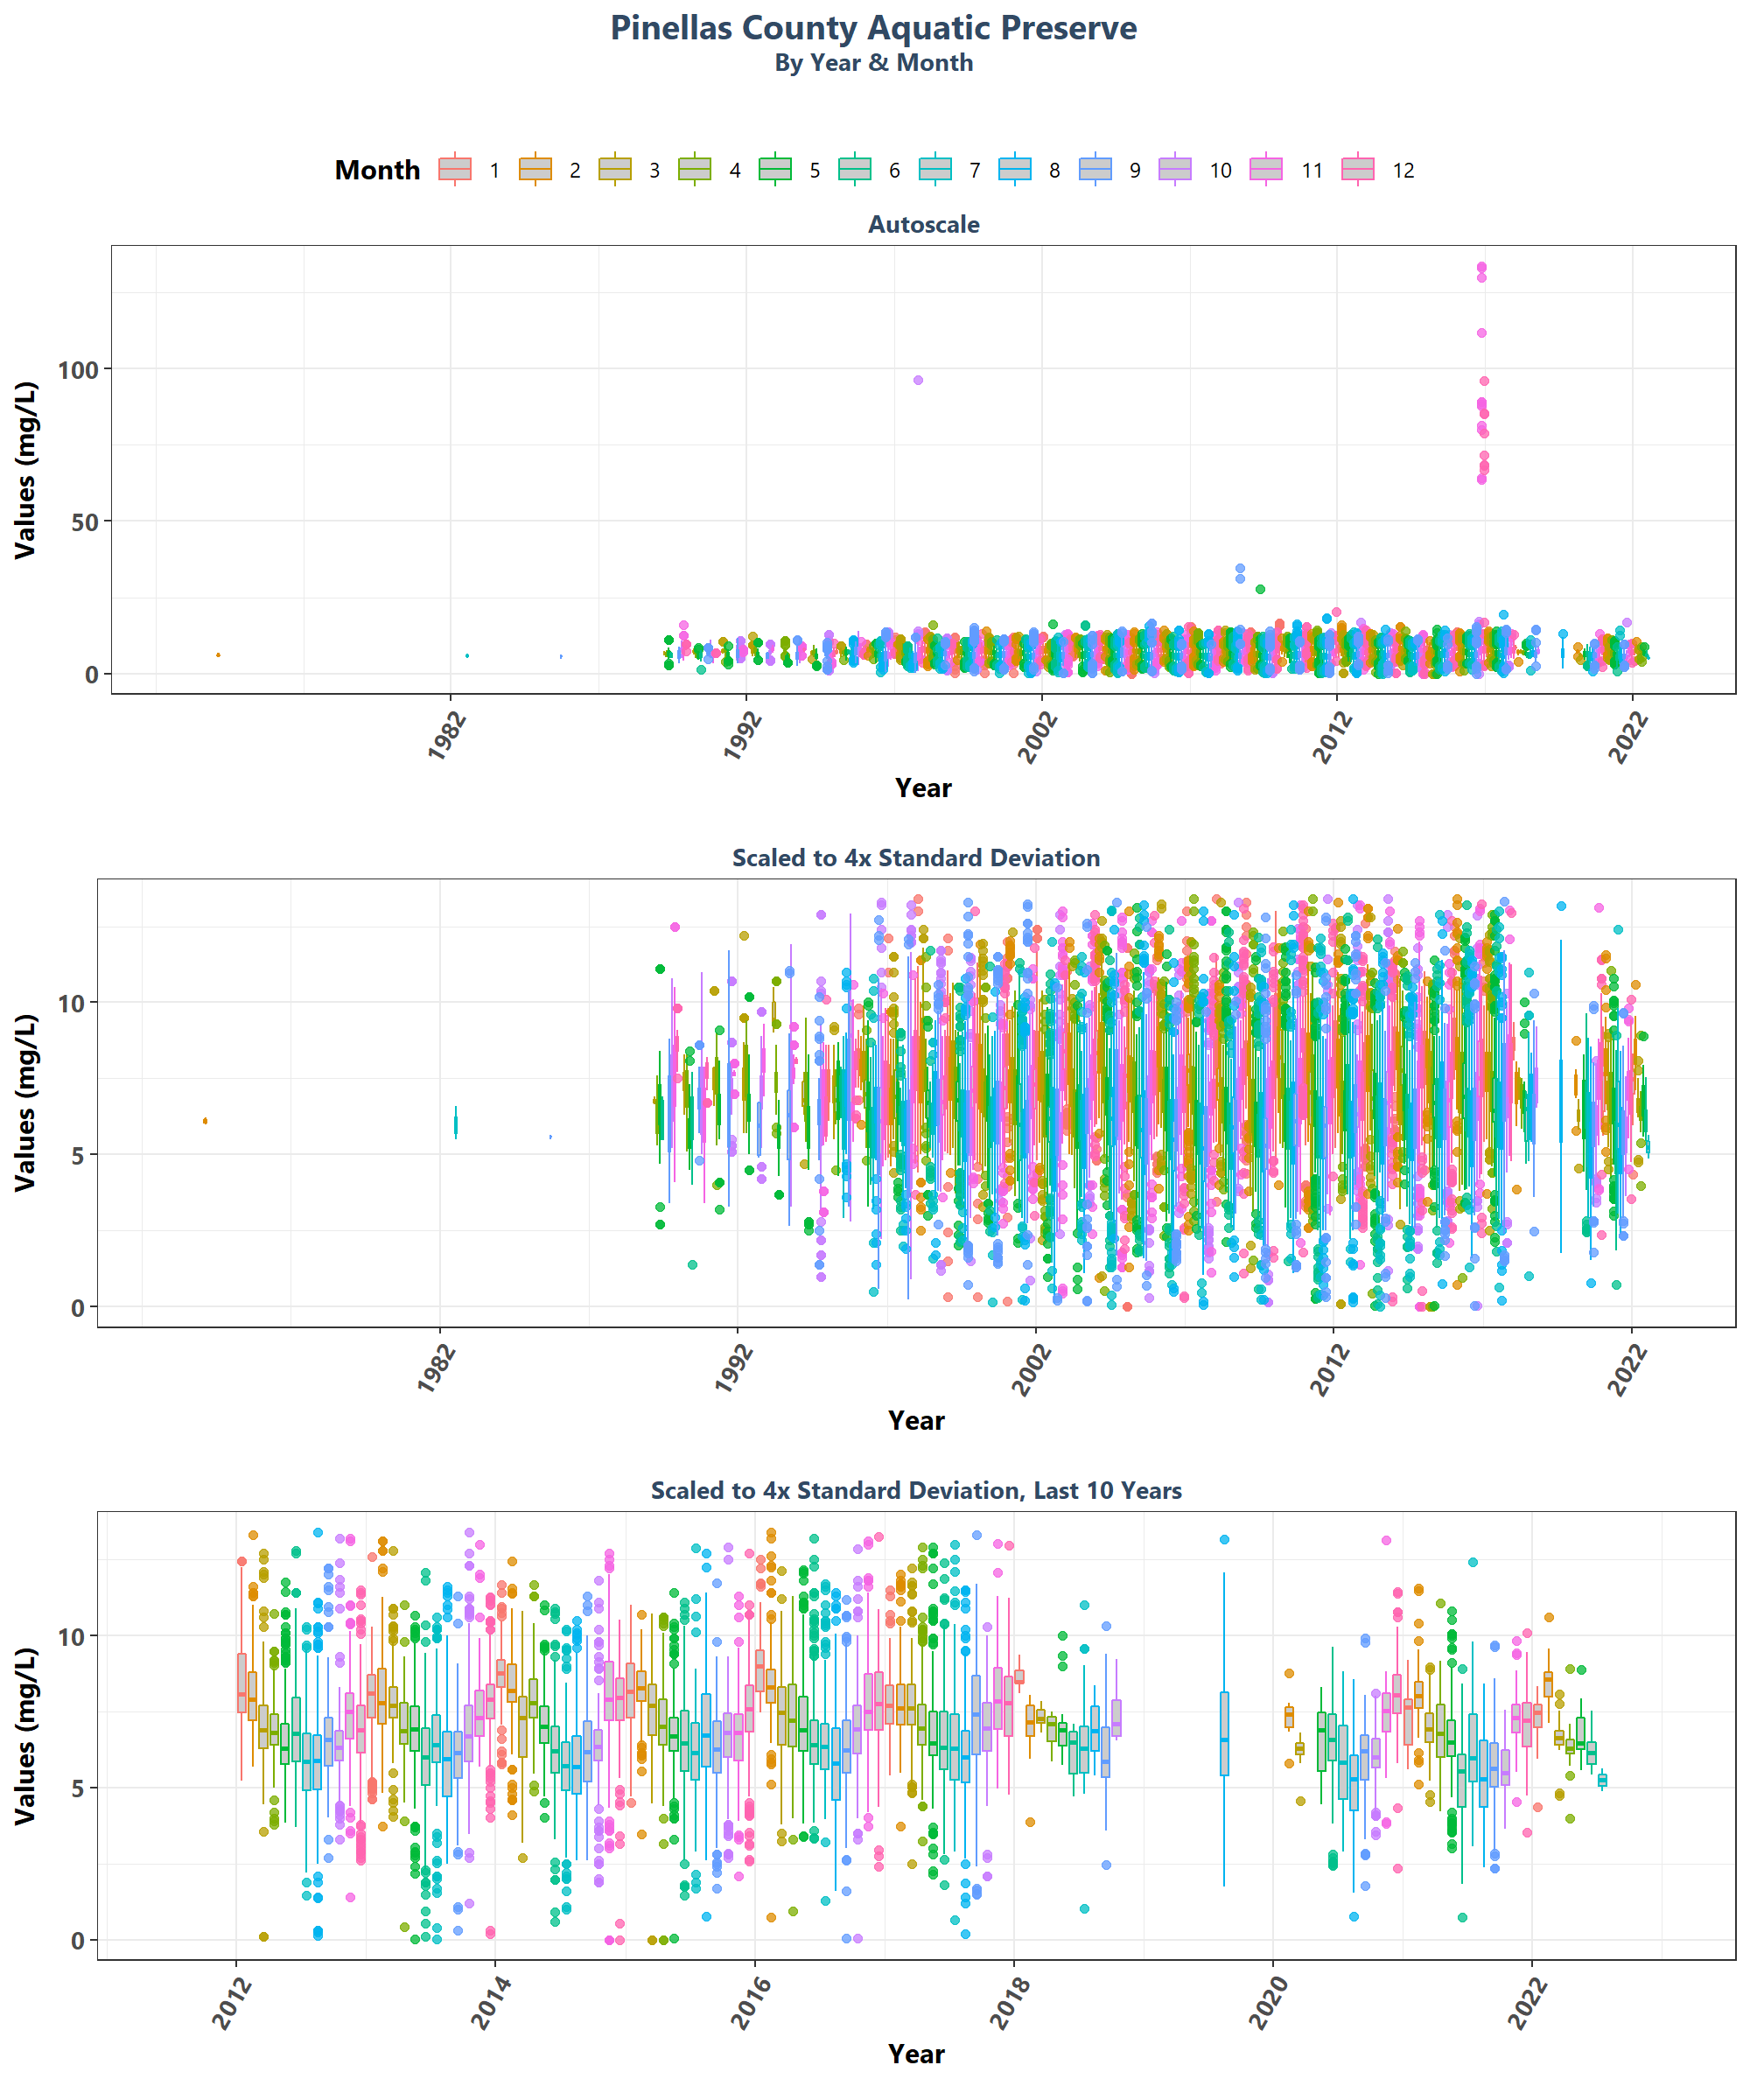 Pinellas County Aquatic Preserve
By Year & Month
Month 1 2 3 4 5 6 7 8 9 10 11 12
Autoscale
Values (mg/L)
100
50
0
1982 1992 2002 2012 2022
Year
Scaled to 4x Standard Deviation
Values (mg/L)
10
5
0
1982 1992 2002 2012 2022
Year
Scaled to 4x Standard Deviation, Last 10 Years
Values (mg/L)
10
5
0
2012 2014 2016 2018 2020 2022
Year